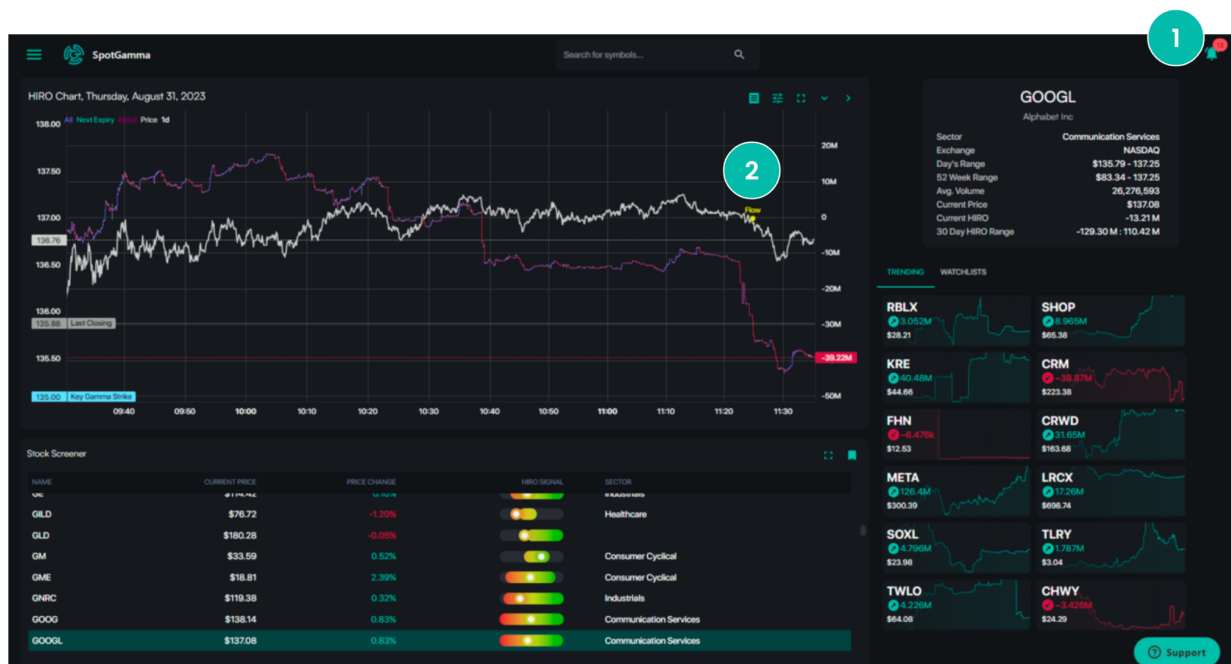 1
SpotGamma
Search for symbols...
13
HIRO Chart, Thursday, August 31, 2023
All Next Expiry Retail Price 1d
138.00
137.50
137.00
136.76
136.50
136.00
135.88 Last Closing
135.50
135.00 Key Gamma Strike
20M
10M
0
-10M
-20M
-30M
-39.22M
-50M
2
Flow
09:40 09:50 10:00 10:10 10:20 10:30 10:40 10:50 11:00 11:10 11:20 11:30
GOOGL
Alphabet Inc
Sector Communication Services
Exchange NASDAQ
Day's Range $135.79 - 137.25
52 Week Range $83.34 - 137.25
Avg. Volume 26,276,593
Current Price $137.08
Current HIRO -13.21 M
30 Day HIRO Range -129.30 M : 110.42 M
TRENDING WATCHLISTS
RBLX
3.052M
$28.21
SHOP
8.965M
$65.38
KRE
40.48M
$44.66
CRM
-38.87M
$223.38
FHN
-6.476k
$12.53
CRWD
31.65M
$163.68
META
126.4M
$300.39
LRCX
17.26M
$698.74
SOXL
4.796M
$23.98
TLRY
1.787M
$3.04
TWLO
4.226M
$64.08
CHWY
-3.426M
$24.29
Stock Screener
NAME CURRENT PRICE PRICE CHANGE HIRO SIGNAL SECTOR
GE $114.42 0.10% Industrials
GILD $76.72 -1.20% Healthcare
GLD $180.28 -0.05%
GM $33.59 0.52% Consumer Cyclical
GME $18.81 2.39% Consumer Cyclical
GNRC $119.38 0.32% Industrials
GOOG $138.14 0.83% Communication Services
GOOGL $137.08 0.83% Communication Services
Support